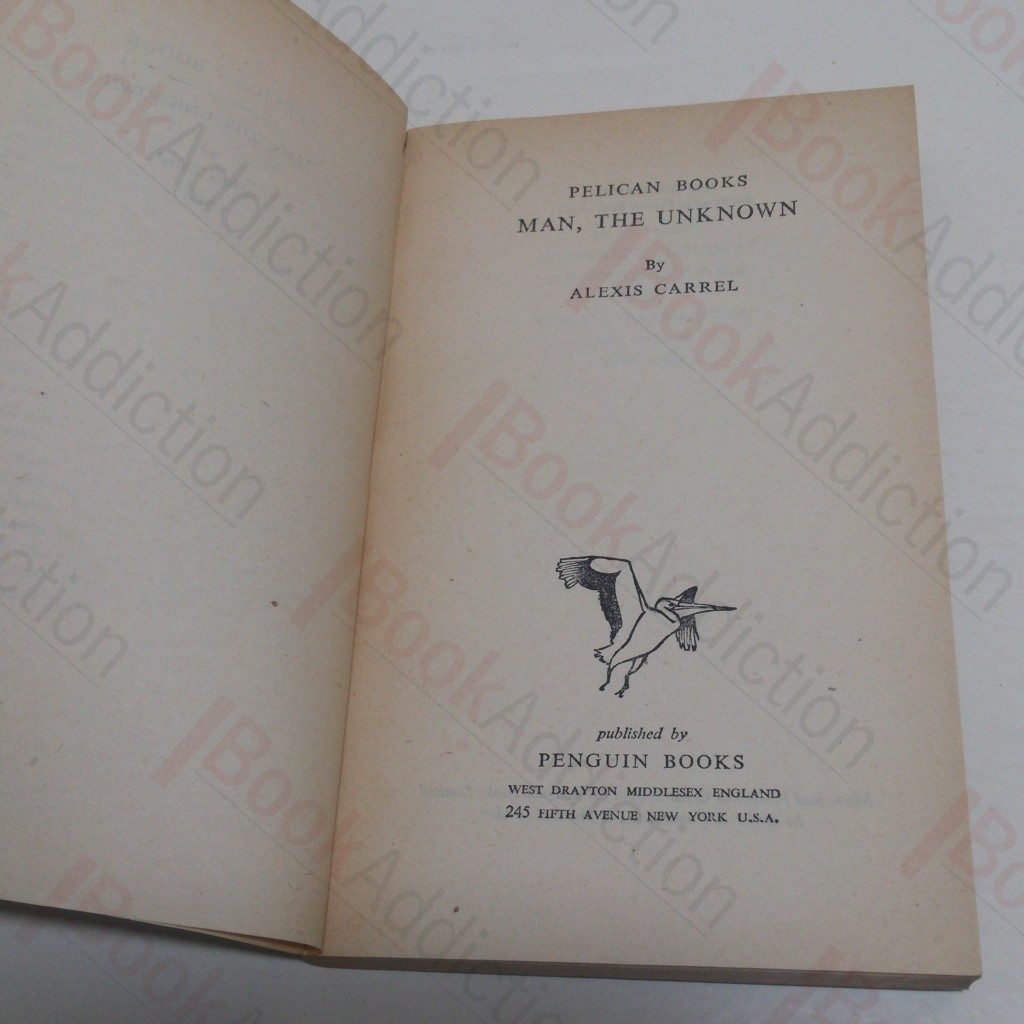 PELICAN BOOKS
MAN, THE UNKNOWN
By
ALEXIS CARREL
published by
PENGUIN BOOKS
WEST DRAYTON MIDDLESEX ENGLAND
245 FIFTH AVENUE NEW YORK U.S.A.
BookAddiction